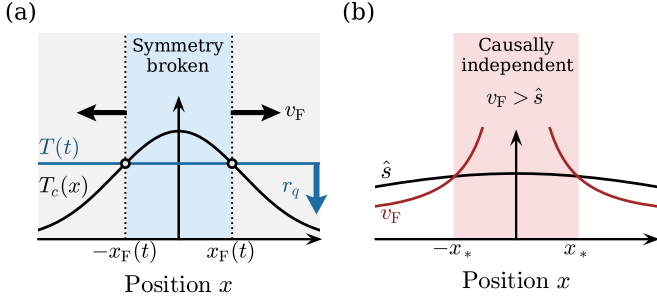 (a)
Symmetry
broken
v_F
T(t)
T_c(x)
r_q
−x_F(t)
x_F(t)
Position x
(b)
Causally
independent
v_F > ŝ
ŝ
v_F
−x_*
x_*
Position x